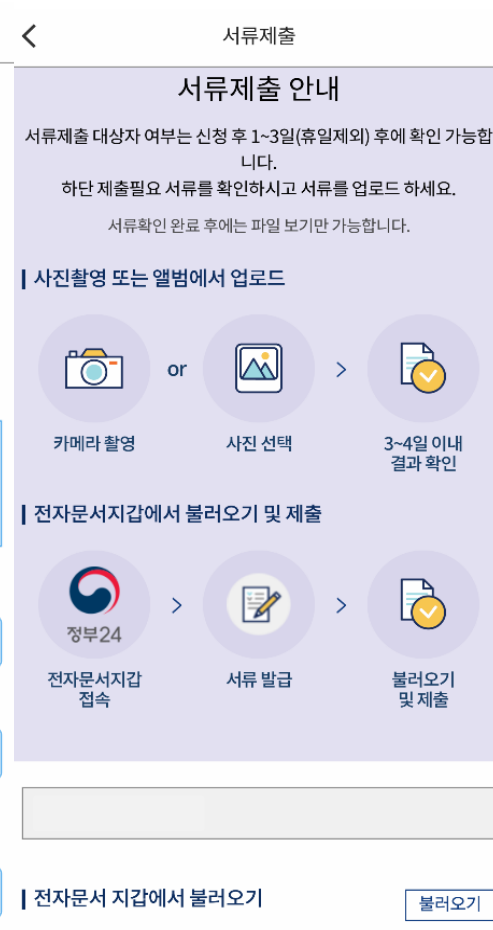 서류제출
서류제출 안내
서류제출 대상자 여부는 신청 후 1~3일(휴일제외) 후에 확인 가능합
니다.
하단 제출필요 서류를 확인하시고 서류를 업로드 하세요.
서류확인 완료 후에는 파일 보기만 가능합니다.
사진촬영 또는 앨범에서 업로드
or
>
카메라 촬영
사진 선택
3~4일 이내
결과 확인
전자문서지갑에서 불러오기 및 제출
정부24
>
>
전자문서지갑
접속
서류 발급
불러오기
및 제출
전자문서 지갑에서 불러오기
불러오기